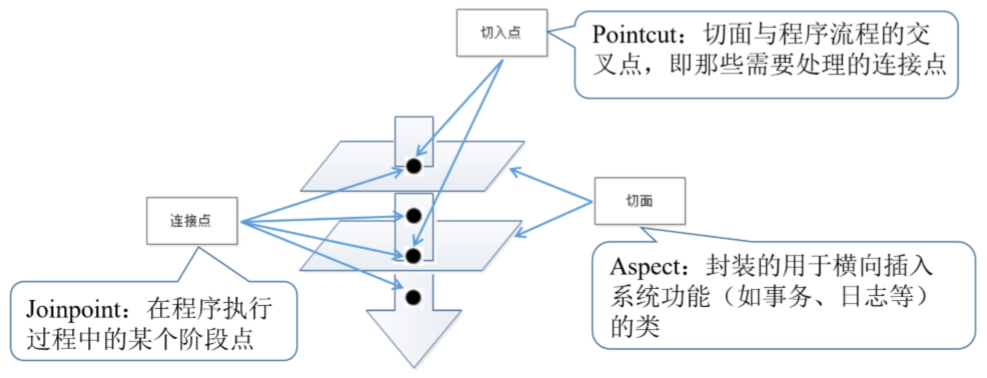 切入点
Pointcut：切面与程序流程的交
叉点，即那些需要处理的连接点
连接点
切面
Joinpoint：在程序执行
过程中的某个阶段点
Aspect：封装的用于横向插入
系统功能（如事务、日志等）
的类